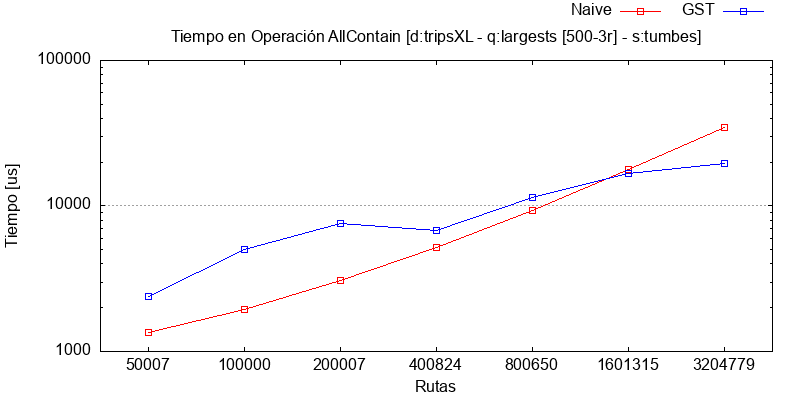 Naive GST
Tiempo en Operación AllContain [d:tripsXL - q:largests [500-3r] - s:tumbes]
100000
10000
1000
Tiempo [us]
50007 100000 200007 400824 800650 1601315 3204779
Rutas